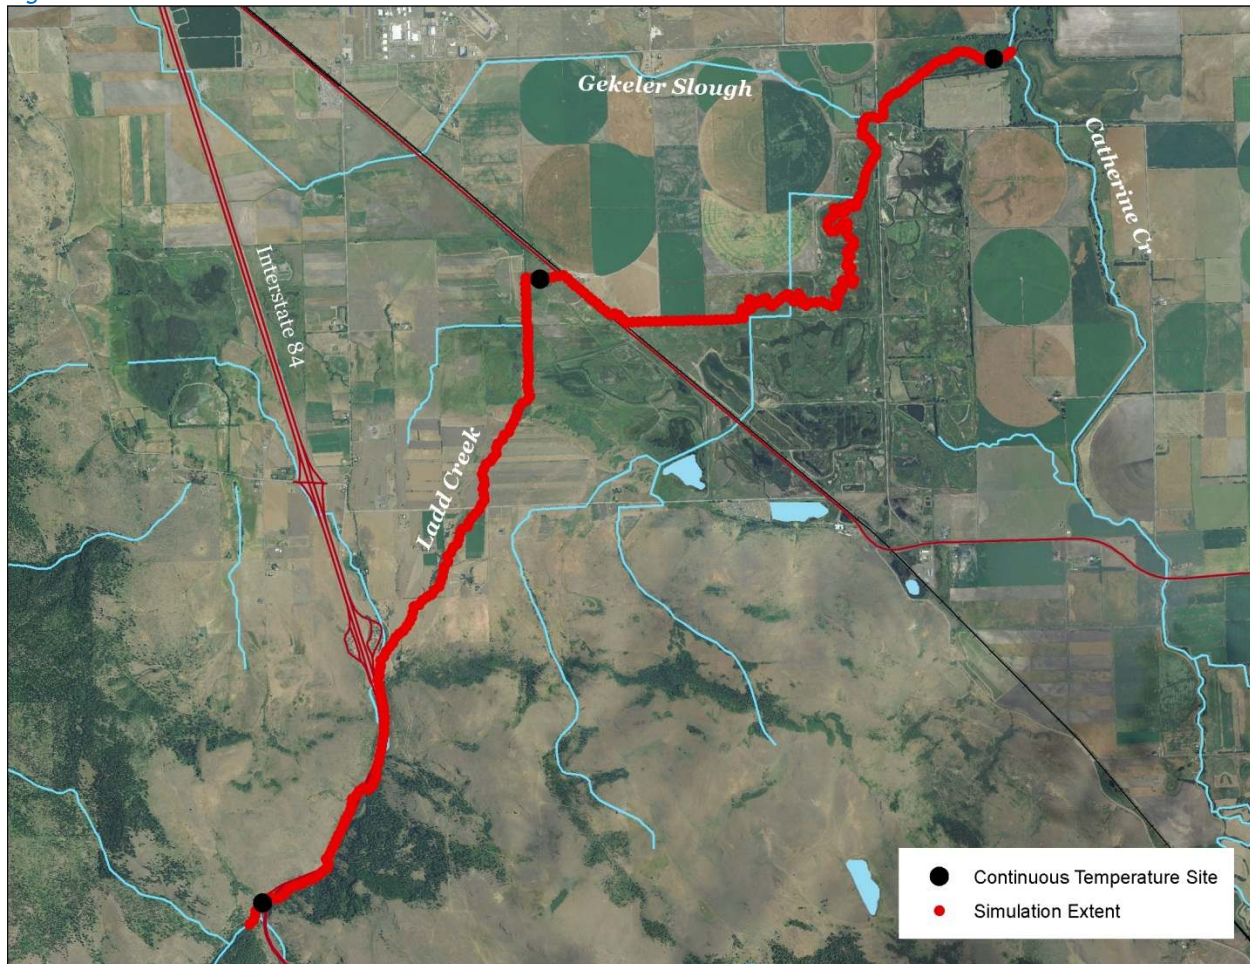 Gekeler Slough
Catherine Cr
Interstate 84
Ladd Creek
Continuous Temperature Site
Simulation Extent